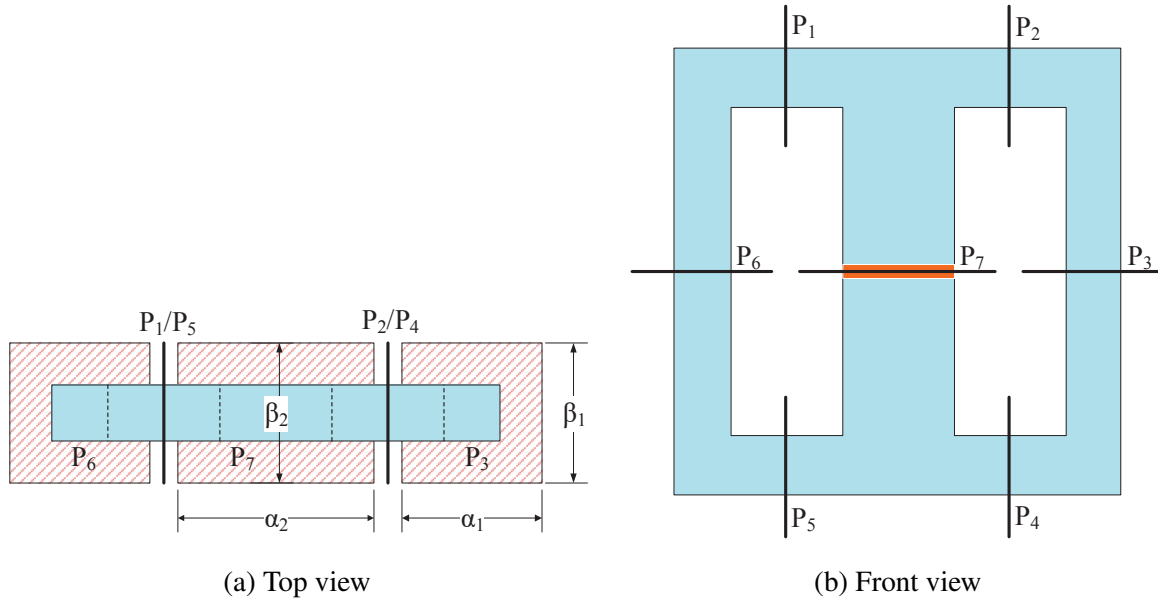 P₁/P₅ P₂/P₄
β₂ β₁
P₆ P₇ P₃
α₂ α₁
(a) Top view
P₁ P₂
P₆ P₇ P₃
P₅ P₄
(b) Front view